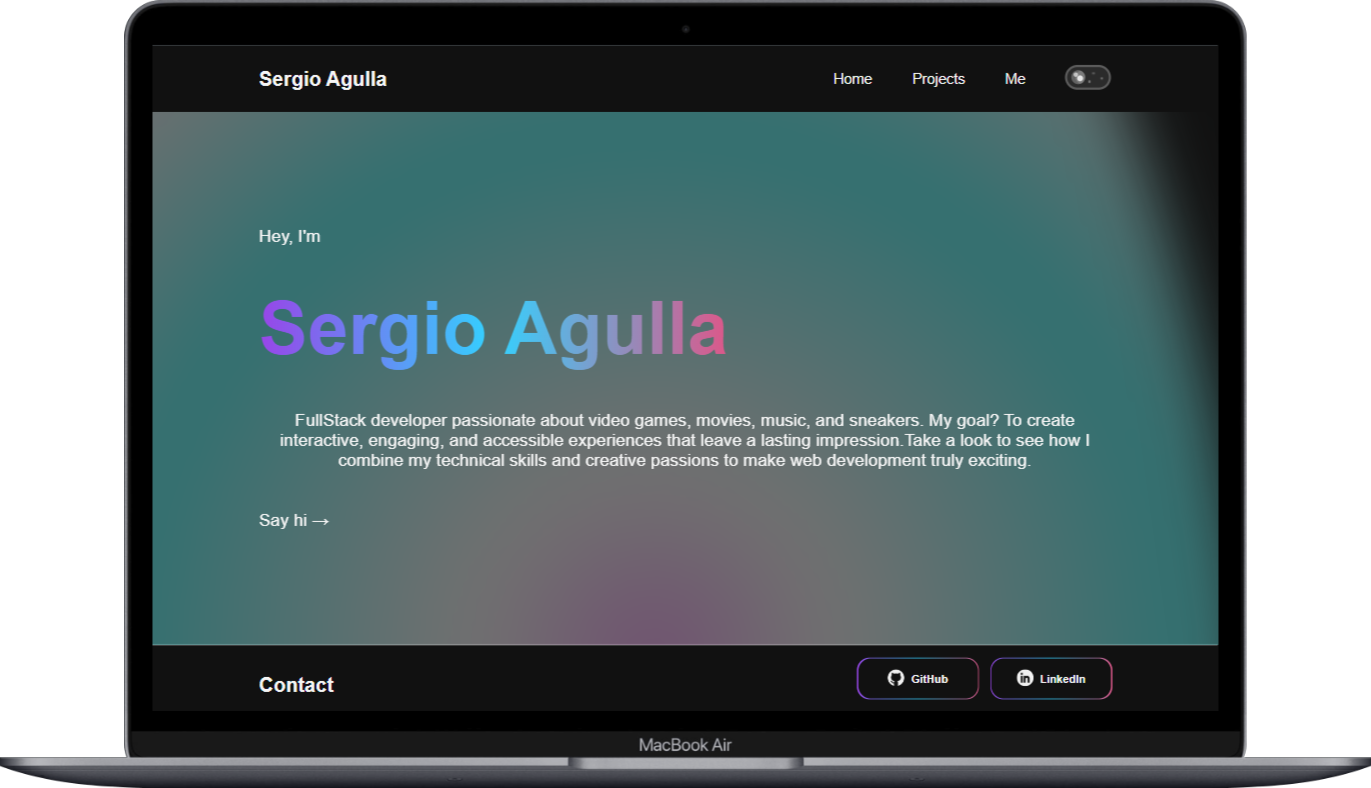 Sergio Agulla
Home Projects Me
Hey, I'm
Sergio Agulla
FullStack developer passionate about video games, movies, music, and sneakers. My goal? To create
interactive, engaging, and accessible experiences that leave a lasting impression.Take a look to see how I
combine my technical skills and creative passions to make web development truly exciting.
Say hi →
Contact
GitHub
LinkedIn
MacBook Air